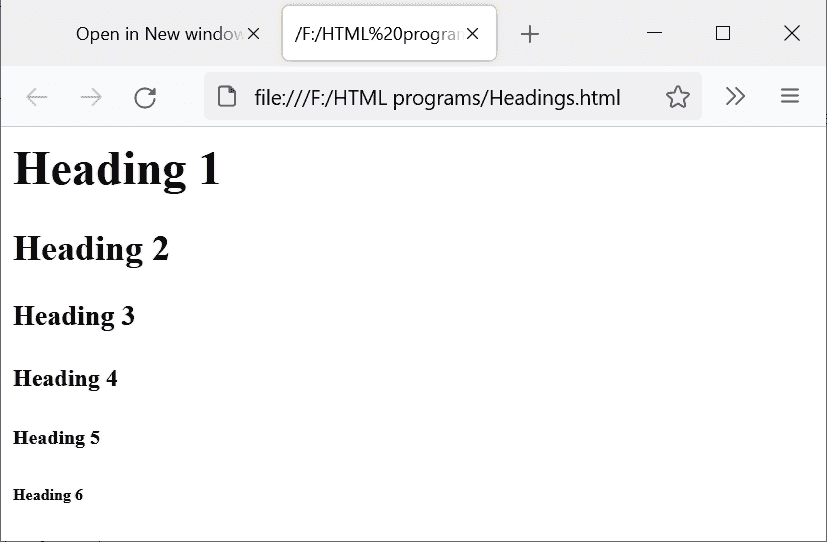 Open in New window
/F:/HTML%20progra
file:///F:/HTML programs/Headings.html
Heading 1
Heading 2
Heading 3
Heading 4
Heading 5
Heading 6